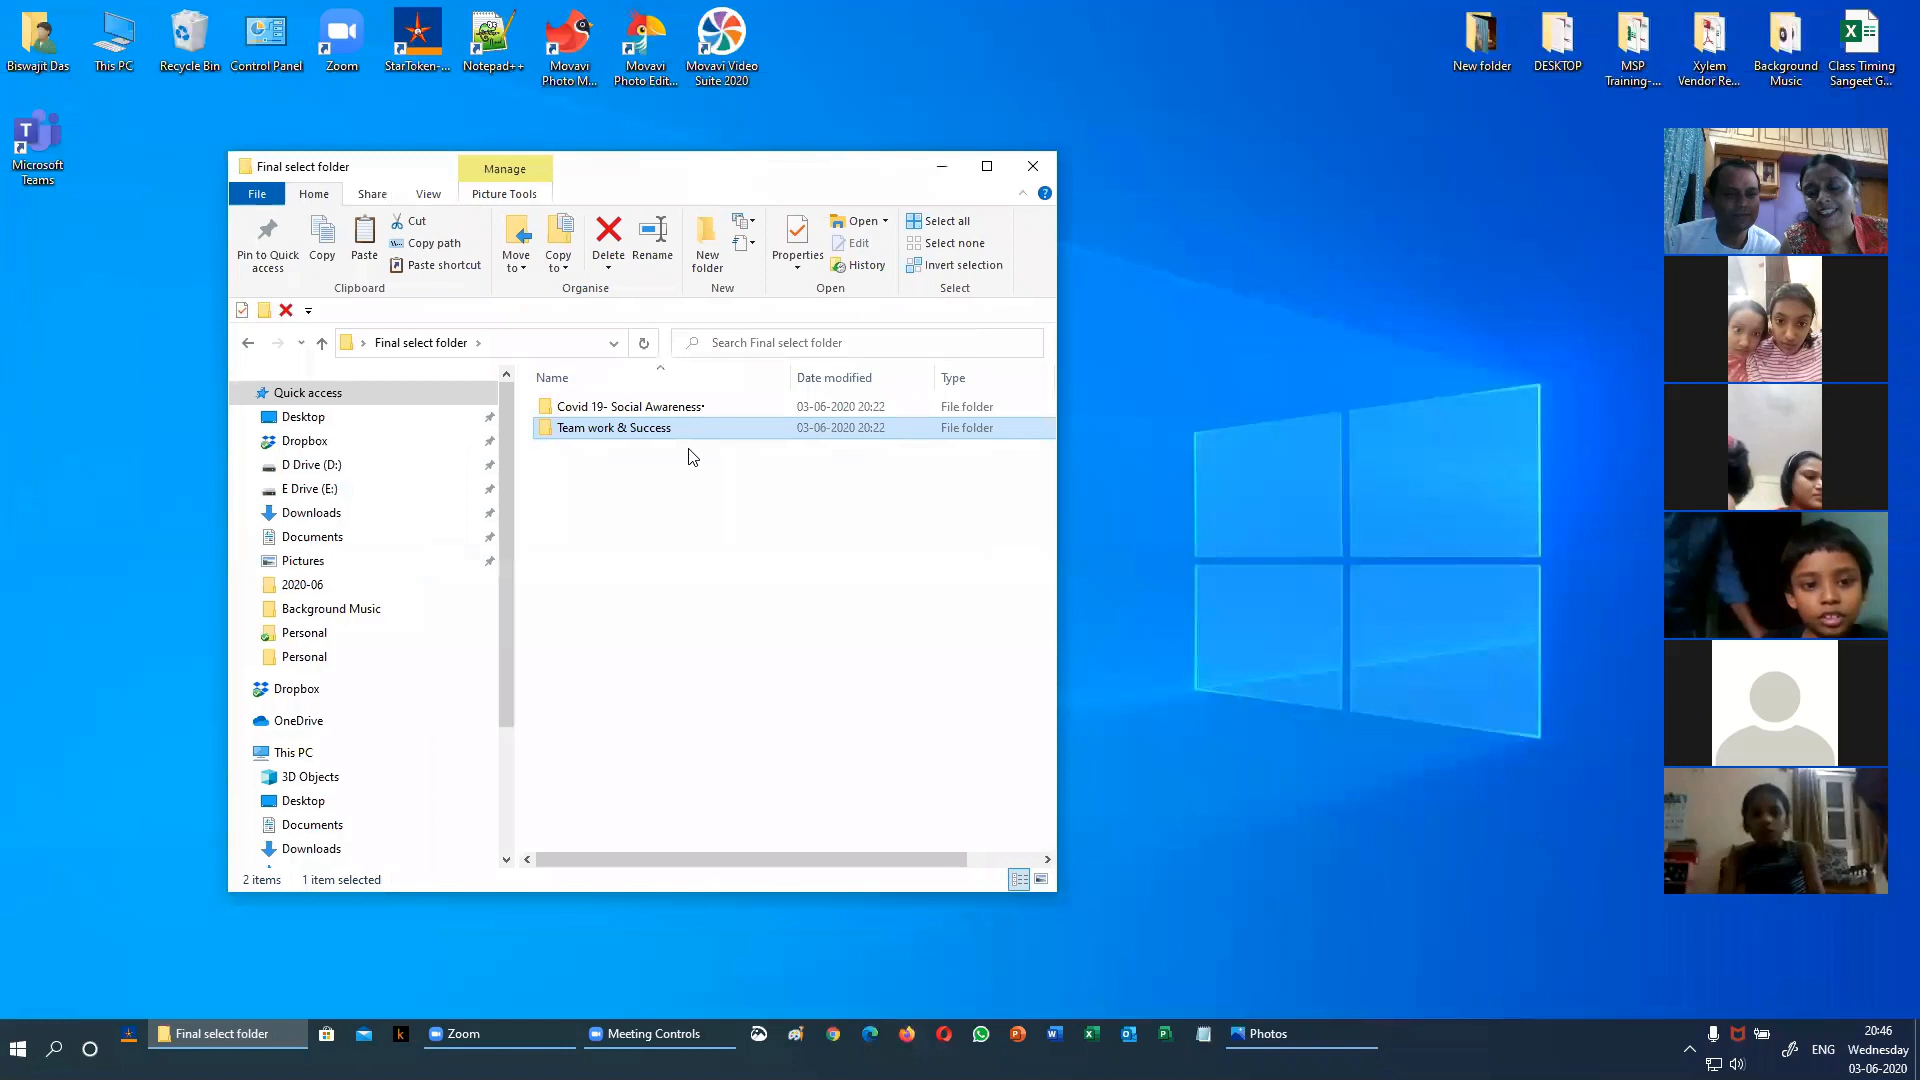 Biswajit Das
This PC
Recycle Bin
Control Panel
Zoom
StarToken-...
Notepad++
Movavi
Photo M...
Movavi
Photo Edit...
Movavi Video
Suite 2020
New folder
DESKTOP
MSP
Training-...
Xylem
Vendor Re...
Background
Music
Class Timing
Sangeet G...
Microsoft
Teams
Final select folder
Manage
File
Home
Share
View
Picture Tools
Pin to Quick
access
Copy
Paste
Cut
Copy path
Paste shortcut
Clipboard
Move
to
Copy
to
Delete
Rename
Organise
New
folder
New
Properties
Open
Edit
History
Open
Select all
Select none
Invert selection
Select
Final select folder
Search Final select folder
Name
Date modified
Type
Covid 19- Social Awareness·
03-06-2020 20:22
File folder
Team work & Success
03-06-2020 20:22
File folder
Quick access
Desktop
Dropbox
D Drive (D:)
E Drive (E:)
Downloads
Documents
Pictures
2020-06
Background Music
Personal
Personal
Dropbox
OneDrive
This PC
3D Objects
Desktop
Documents
Downloads
2 items
1 item selected
Final select folder
Zoom
Meeting Controls
Photos
ENG
20:46
Wednesday
03-06-2020